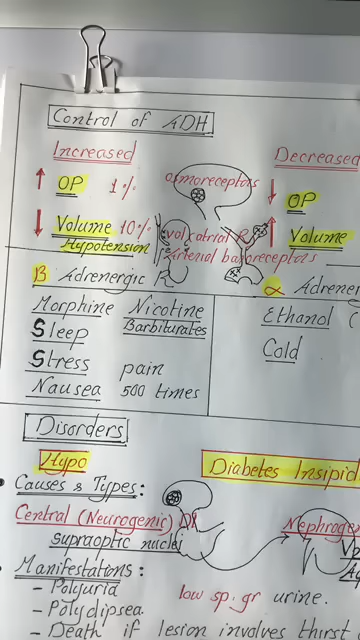 Control of ADH
Increased
Decreased
↑ OP 1%
osmoreceptors
↓ OP
↓ Volume 10%
Hypotension
vol. atrial R
↑ Volume
arterial baroreceptors
β Adrenergic R
α Adrener
Morphine Nicotine
Barbiturates
Ethanol (
Sleep
Cold
Stress pain
Nausea 500 times
Disorders
Hypo
Diabetes Insipid
• Causes & Types:
Central (Neurogenic) DI
Nephrog
supraoptic nuclei
• Manifestations:
– Polyuria low sp. gr urine.
– Polydipsea
– Death if lesion involves thirst